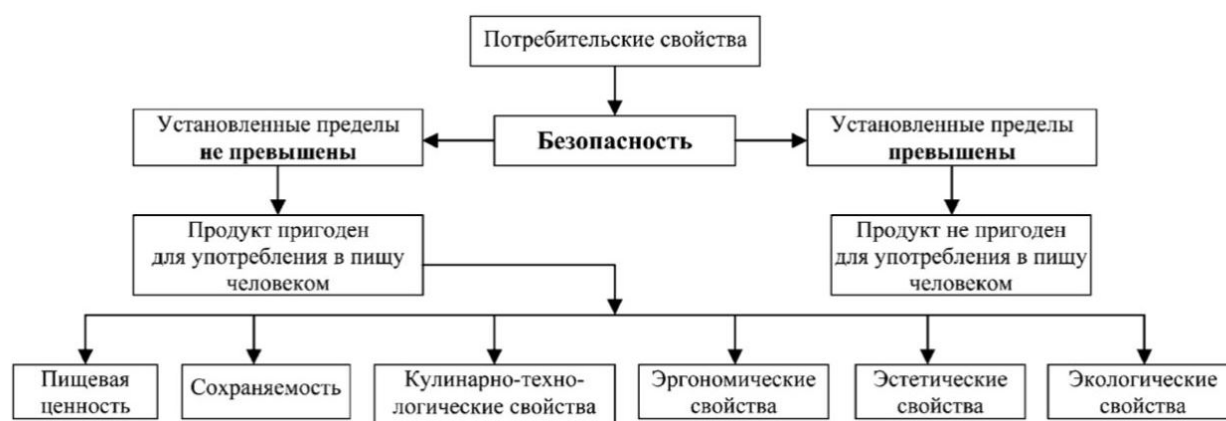 Потребительские свойства
Установленные пределы
не превышены
Безопасность
Установленные пределы
превышены
Продукт пригоден
для употребления в пищу
человеком
Продукт не пригоден
для употребления в пищу
человеком
Пищевая
ценность
Сохраняемость
Кулинарно-техно-
логические свойства
Эргономические
свойства
Эстетические
свойства
Экологические
свойства